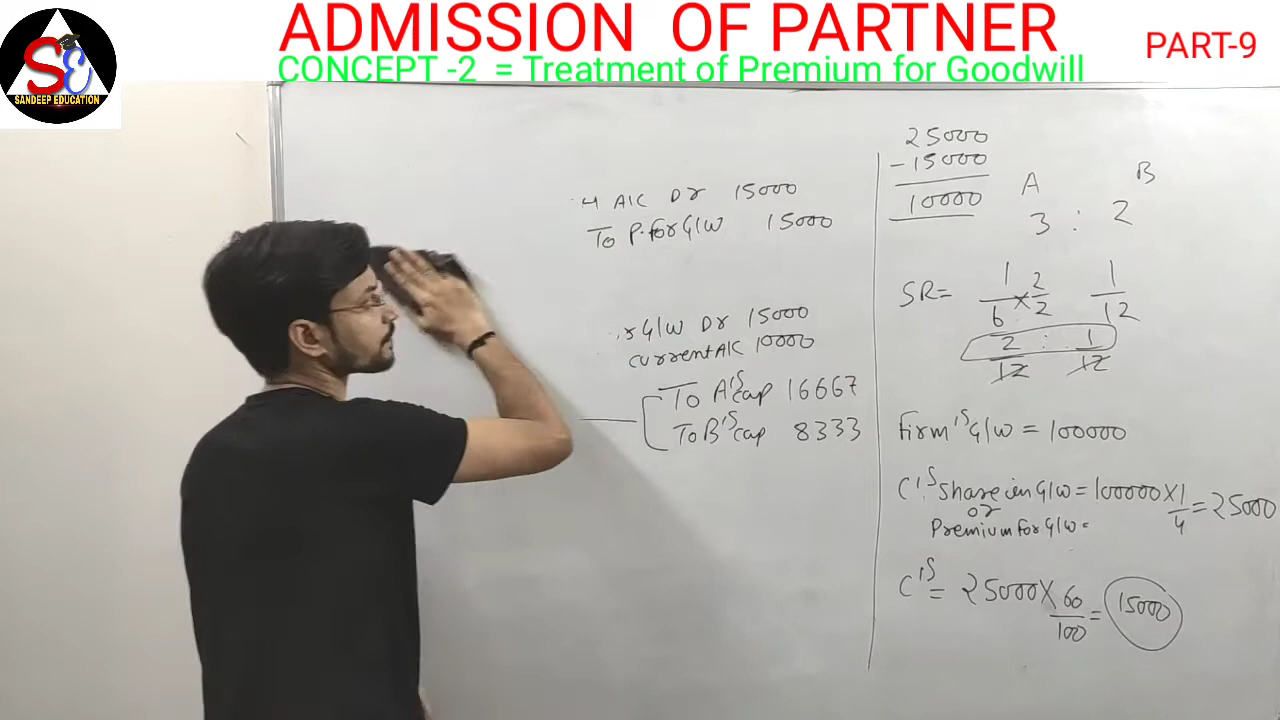 ADMISSION OF PARTNER
PART-9
CONCEPT -2 = Treatment of Premium for Goodwill
SE
SANDEEP EDUCATION
A/C Dr 15000
To P.for G/W 15000
G/W Dr 15000
current A/C 10000
To A's cap 16667
To B's cap 8333
25000
-15000
10000
A B
3 : 2
SR= 1/6 × 2/2 1/12
2/12 : 1/12
firm's G/W = 100000
C's share in G/W = 100000 × 1/4 = 25000
or
Premium for G/W =
C's = 25000 × 60/100 = 15000